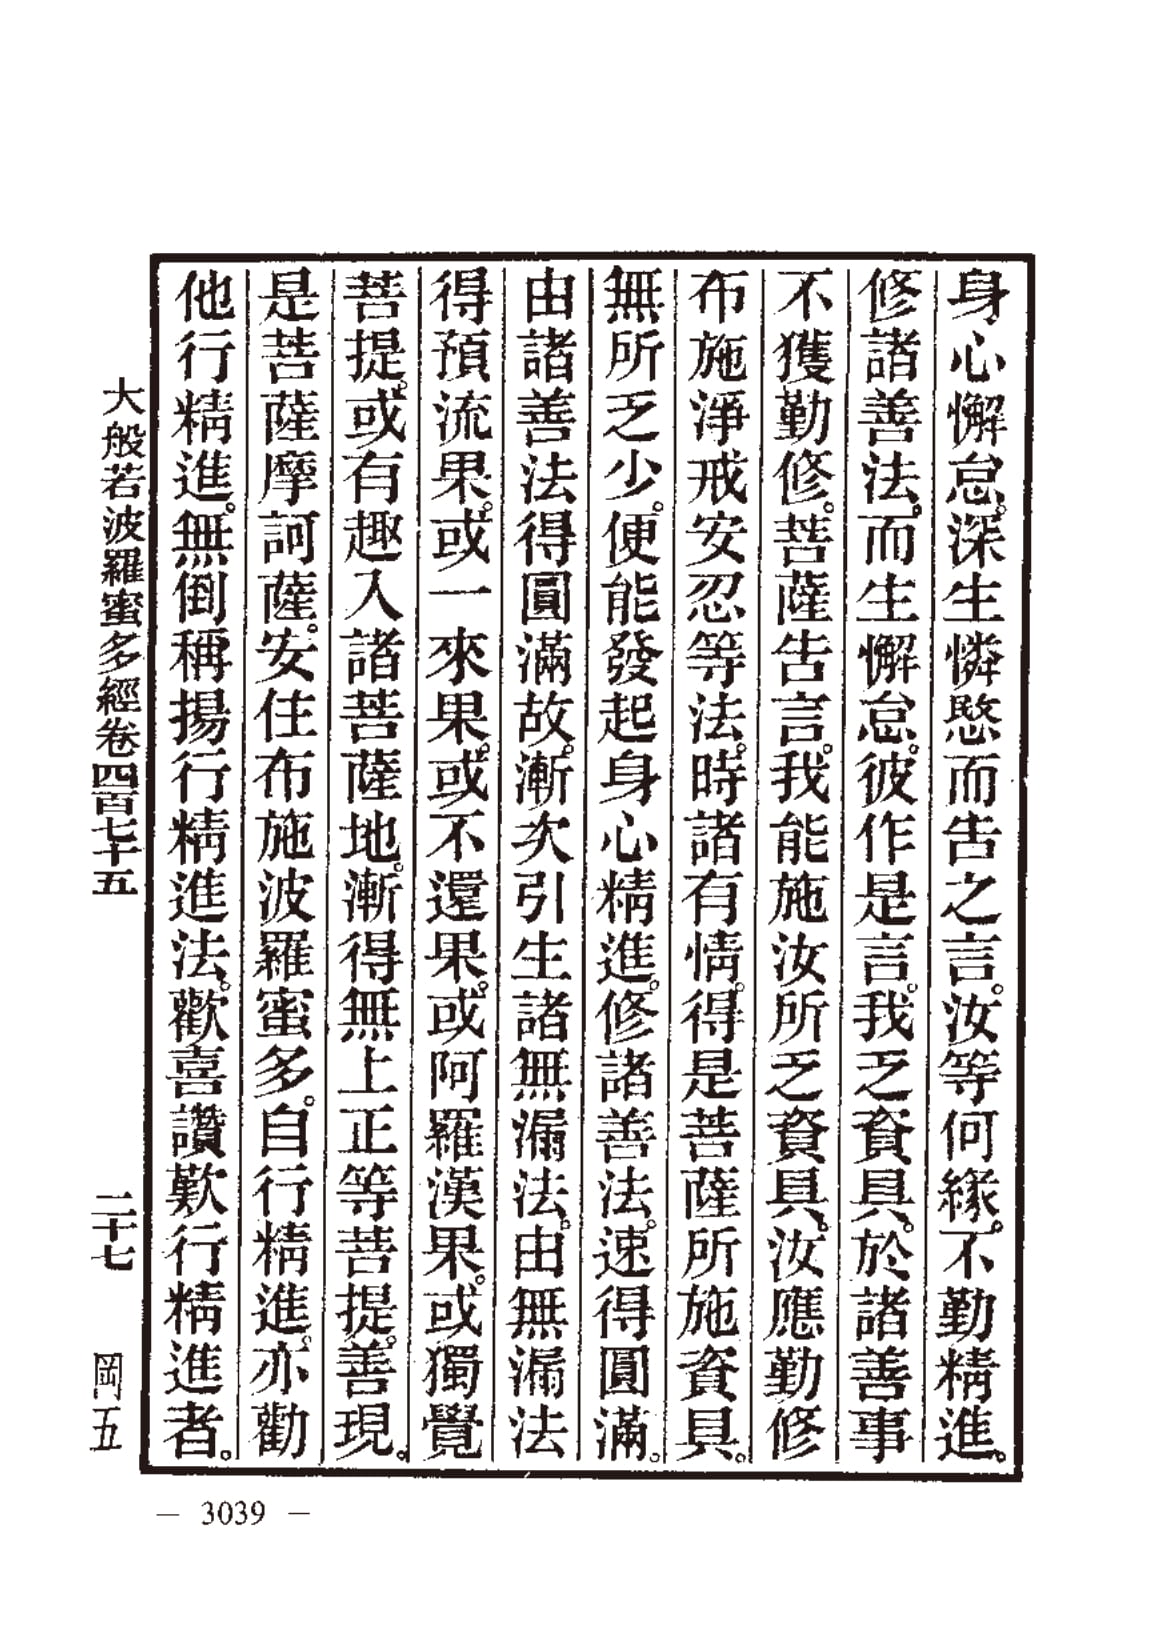 身心懈怠。深生憐愍而告之言。汝等何緣。不勤精進。
修諸善法。而生懈怠。彼作是言。我乏資具。於諸善事
不獲勤修。菩薩告言。我能施汝所乏資具。汝應勤修
布施淨戒安忍等法。時諸有情。得是菩薩所施資具。
無所乏少。便能發起身心精進。修諸善法。速得圓滿。
由諸善法得圓滿故。漸次引生諸無漏法。由無漏法
得預流果。或一來果。或不還果。或阿羅漢果。或獨覺
菩提。或有趣入諸菩薩地。漸得無上正等菩提。善現。
是菩薩摩訶薩。安住布施波羅蜜多。自行精進。亦勸
他行精進。無倒稱揚行精進法。歡喜讚歎行精進者。
大般若波羅蜜多經卷四百七十五 二十七 岡五
— 3039 —